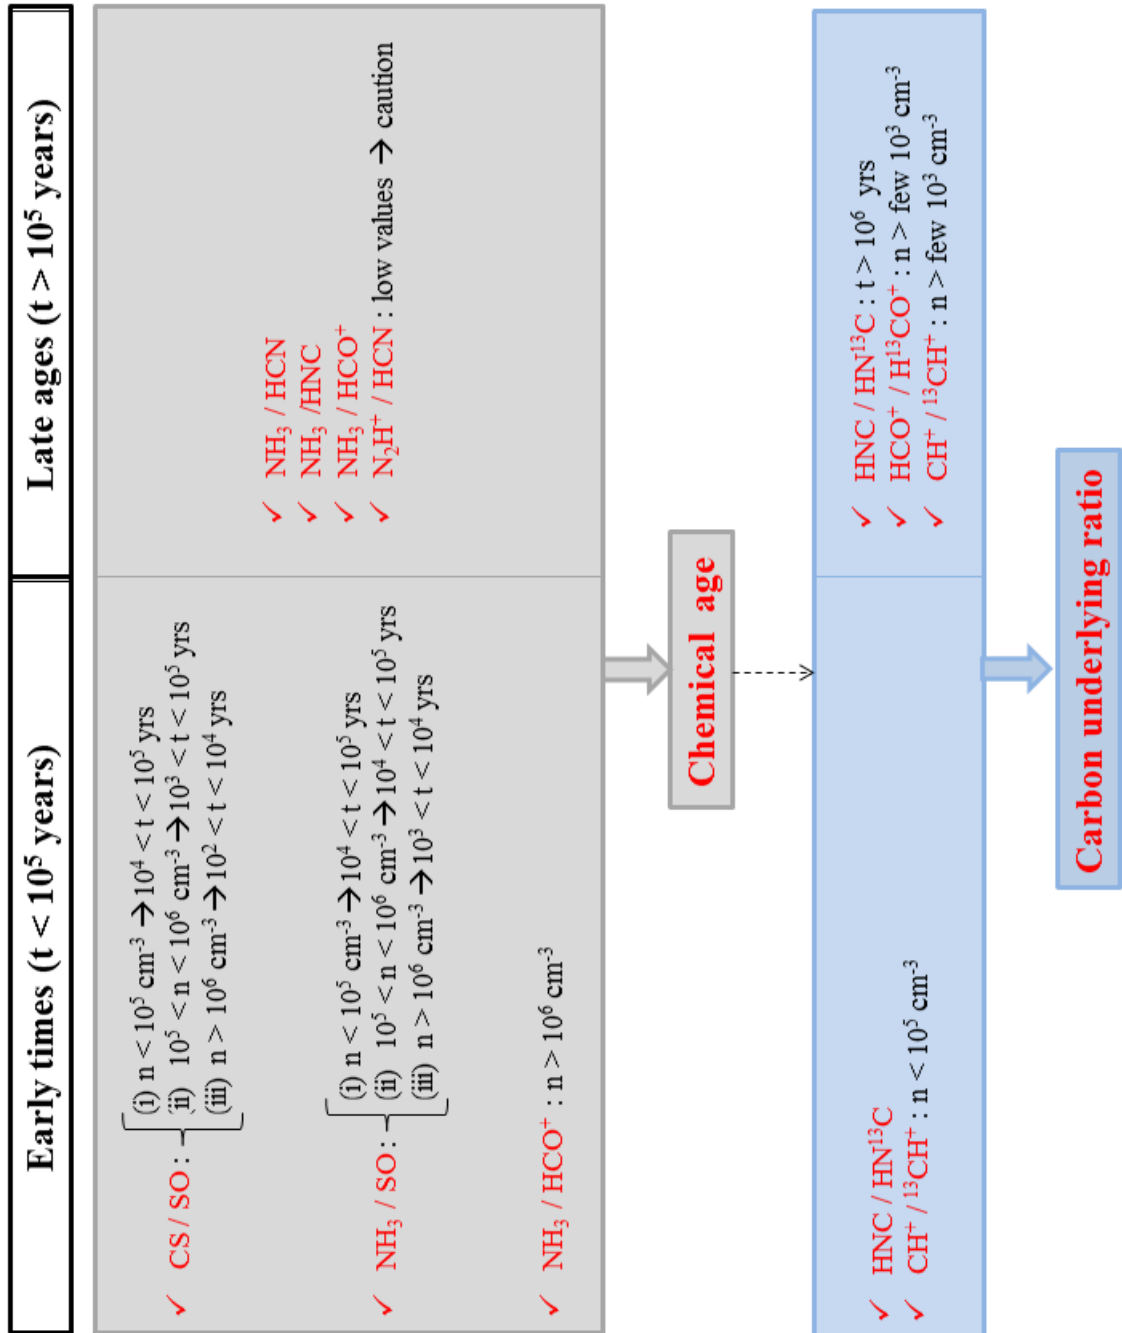 Early times (t < 10⁵ years)
Late ages (t > 10⁵ years)
✓ CS / SO :
(i) n < 10⁵ cm⁻³ → 10⁴ < t < 10⁵ yrs
(ii) 10⁵ < n < 10⁶ cm⁻³ → 10³ < t < 10⁵ yrs
(iii) n > 10⁶ cm⁻³ → 10² < t < 10⁴ yrs
✓ NH₃ / SO :
(i) n < 10⁵ cm⁻³ → 10⁴ < t < 10⁵ yrs
(ii) 10⁵ < n < 10⁶ cm⁻³ → 10⁴ < t < 10⁵ yrs
(iii) n > 10⁶ cm⁻³ → 10³ < t < 10⁴ yrs
✓ NH₃ / HCO⁺ : n > 10⁶ cm⁻³
✓ NH₃ / HCN
✓ NH₃ /HNC
✓ NH₃ / HCO⁺
✓ N₂H⁺ / HCN : low values → caution
Chemical age
✓ HNC / HN¹³C
✓ CH⁺ / ¹³CH⁺ : n < 10⁵ cm⁻³
✓ HNC / HN¹³C : t > 10⁶ yrs
✓ HCO⁺ / H¹³CO⁺ : n > few 10³ cm⁻³
✓ CH⁺ / ¹³CH⁺ : n > few 10³ cm⁻³
Carbon underlying ratio